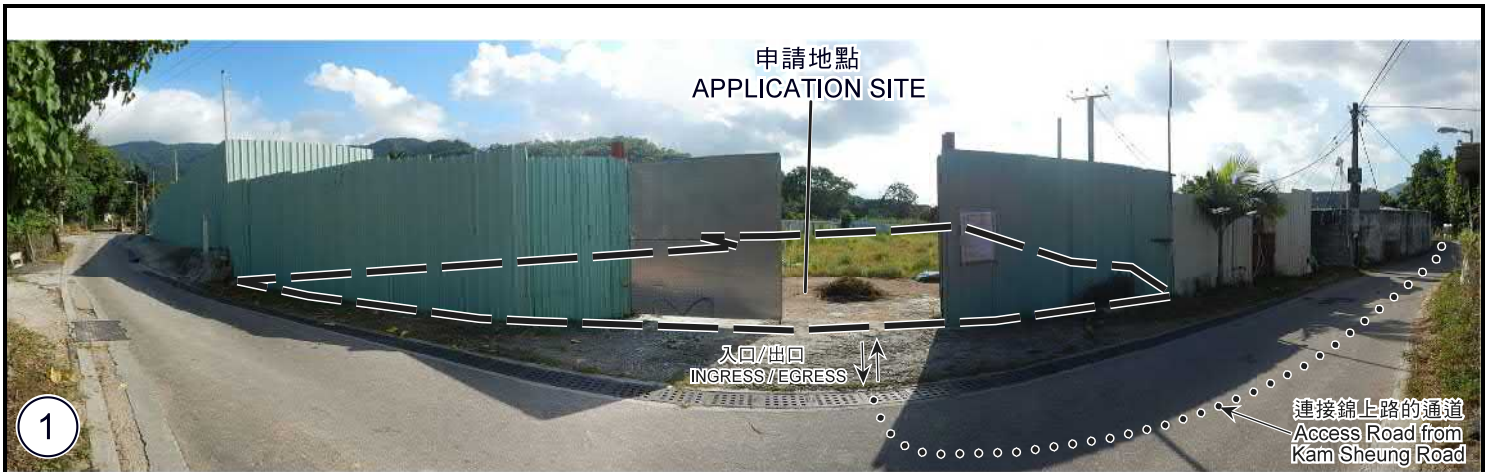 申請地點
APPLICATION SITE
入口/出口
INGRESS / EGRESS
連接錦上路的通道
Access Road from
Kam Sheung Road
1